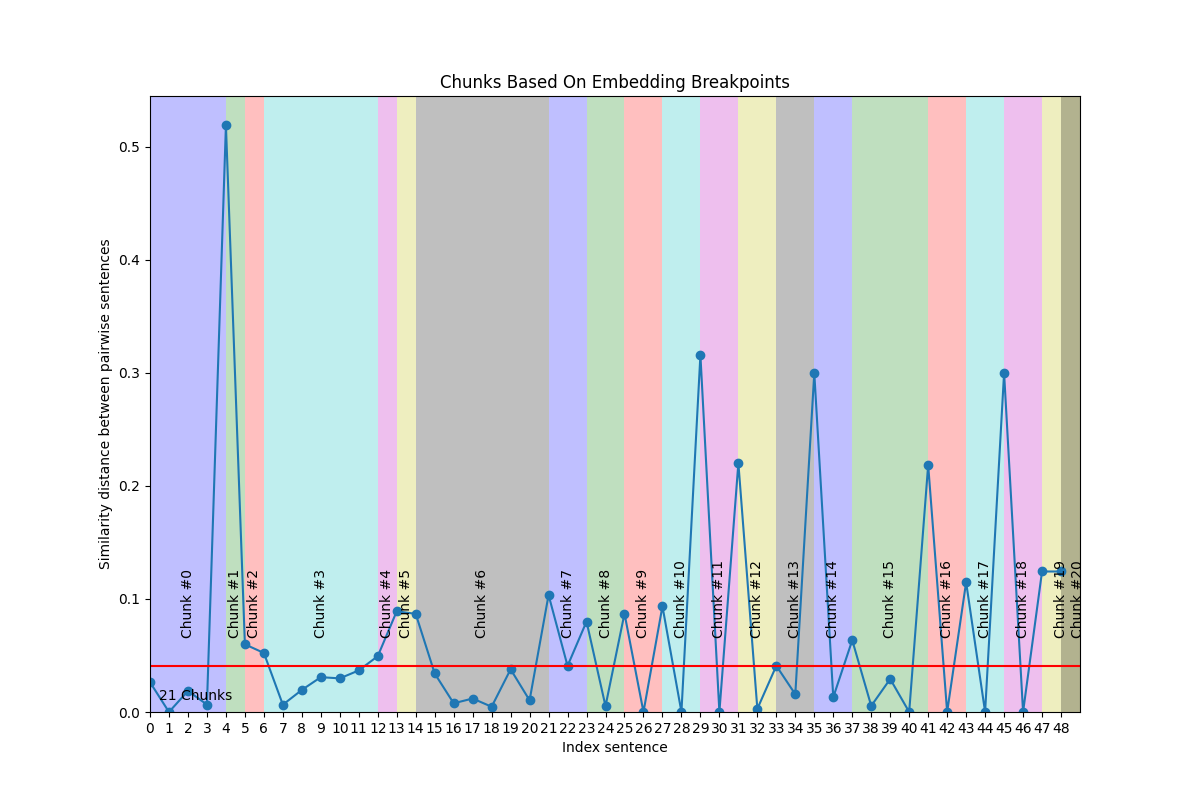 Chunks Based On Embedding Breakpoints
Similarity distance between pairwise sentences
0.5
0.4
0.3
0.2
0.1
0.0
Chunk #0
Chunk #1
Chunk #2
Chunk #3
Chunk #4
Chunk #5
Chunk #6
Chunk #7
Chunk #8
Chunk #9
Chunk #10
Chunk #11
Chunk #12
Chunk #13
Chunk #14
Chunk #15
Chunk #16
Chunk #17
Chunk #18
Chunk #19
Chunk #20
21 Chunks
0 1 2 3 4 5 6 7 8 9 10 11 12 13 14 15 16 17 18 19 20 21 22 23 24 25 26 27 28 29 30 31 32 33 34 35 36 37 38 39 40 41 42 43 44 45 46 47 48
Index sentence